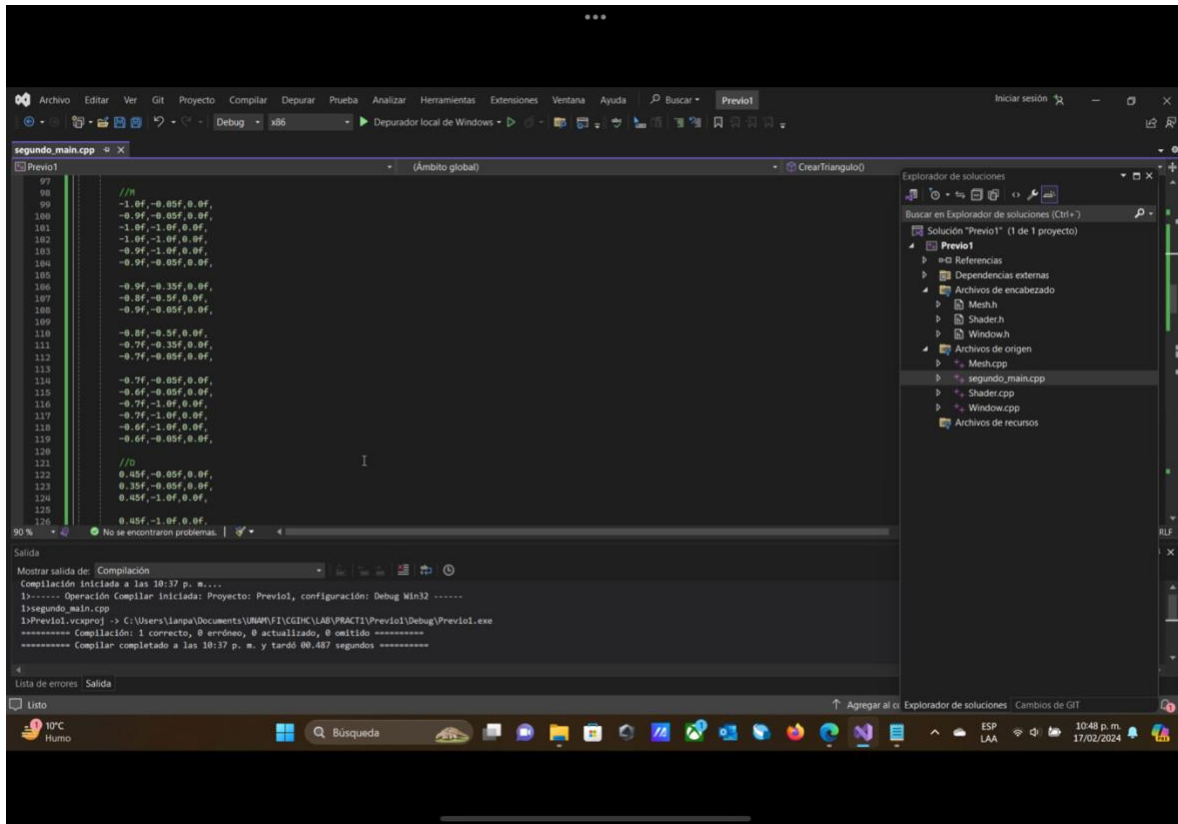 Archivo Editar Ver Git Proyecto Compilar Depurar Prueba Analizar Herramientas Extensiones Ventana Ayuda Buscar Previo1 Iniciar sesión
Debug x86 Depurador local de Windows
segundo_main.cpp
Previo1 (Ámbito global) CrearTriangulo()
97
98 //M
99 -1.0f,-0.05f,0.0f,
100 -0.9f,-0.05f,0.0f,
101 -1.0f,-1.0f,0.0f,
102 -1.0f,-1.0f,0.0f,
103 -0.9f,-1.0f,0.0f,
104 -0.9f,-0.05f,0.0f,
105
106 -0.9f,-0.35f,0.0f,
107 -0.8f,-0.5f,0.0f,
108 -0.9f,-0.05f,0.0f,
109
110 -0.8f,-0.5f,0.0f,
111 -0.7f,-0.35f,0.0f,
112 -0.7f,-0.05f,0.0f,
113
114 -0.7f,-0.05f,0.0f,
115 -0.6f,-0.05f,0.0f,
116 -0.7f,-1.0f,0.0f,
117 -0.7f,-1.0f,0.0f,
118 -0.6f,-1.0f,0.0f,
119 -0.6f,-0.05f,0.0f,
120
121 //D
122 0.45f,-0.05f,0.0f,
123 0.35f,-0.05f,0.0f,
124 0.45f,-1.0f,0.0f,
125
126 0.45f,-1.0f,0.0f,
90 % No se encontraron problemas. RLF
Explorador de soluciones
Buscar en Explorador de soluciones (Ctrl+´)
Solución "Previo1" (1 de 1 proyecto)
Previo1
Referencias
Dependencias externas
Archivos de encabezado
Mesh.h
Shader.h
Window.h
Archivos de origen
Mesh.cpp
segundo_main.cpp
Shader.cpp
Window.cpp
Archivos de recursos
Salida
Mostrar salida de: Compilación
Compilación iniciada a las 10:37 p. m....
1>------ Operación Compilar iniciada: Proyecto: Previo1, configuración: Debug Win32 ------
1>segundo_main.cpp
1>Previo1.vcxproj -> C:\Users\ianpa\Documents\UNAM\FI\CGIHC\LAB\PRACT1\Previo1\Debug\Previo1.exe
========== Compilación: 1 correcto, 0 erróneo, 0 actualizado, 0 omitido ==========
========== Compilar completado a las 10:37 p. m. y tardó 00.487 segundos ==========
Lista de errores Salida
Listo Agregar al Explorador de soluciones Cambios de GIT
1 10°C
Humo
Búsqueda
ESP
LAA
10:48 p. m.
17/02/2024